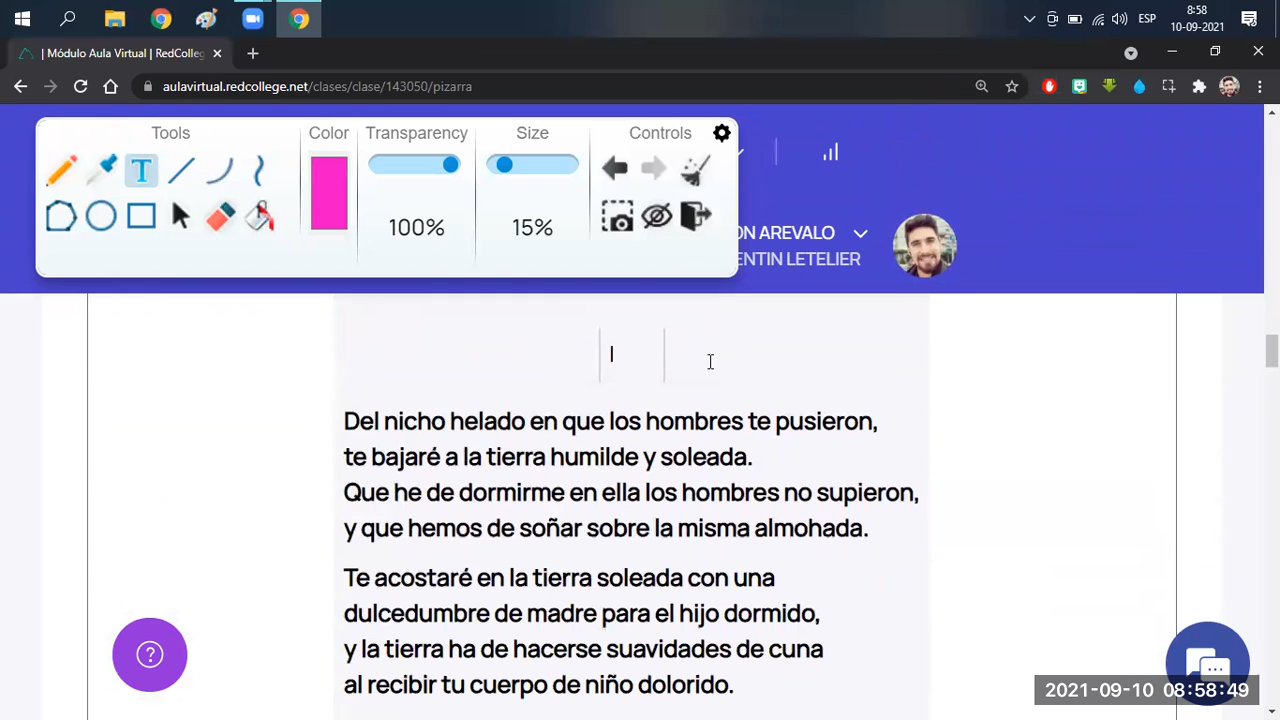 ESP
8:58
10-09-2021
| Módulo Aula Virtual | RedColleg
aulavirtual.redcollege.net/clases/clase/143050/pizarra
Tools
Color
Transparency
Size
Controls
T
100%
15%
ON AREVALO
ENTIN LETELIER
Del nicho helado en que los hombres te pusieron,
te bajaré a la tierra humilde y soleada.
Que he de dormirme en ella los hombres no supieron,
y que hemos de soñar sobre la misma almohada.
Te acostaré en la tierra soleada con una
dulcedumbre de madre para el hijo dormido,
y la tierra ha de hacerse suavidades de cuna
al recibir tu cuerpo de niño dolorido.
2021-09-10 08:58:49